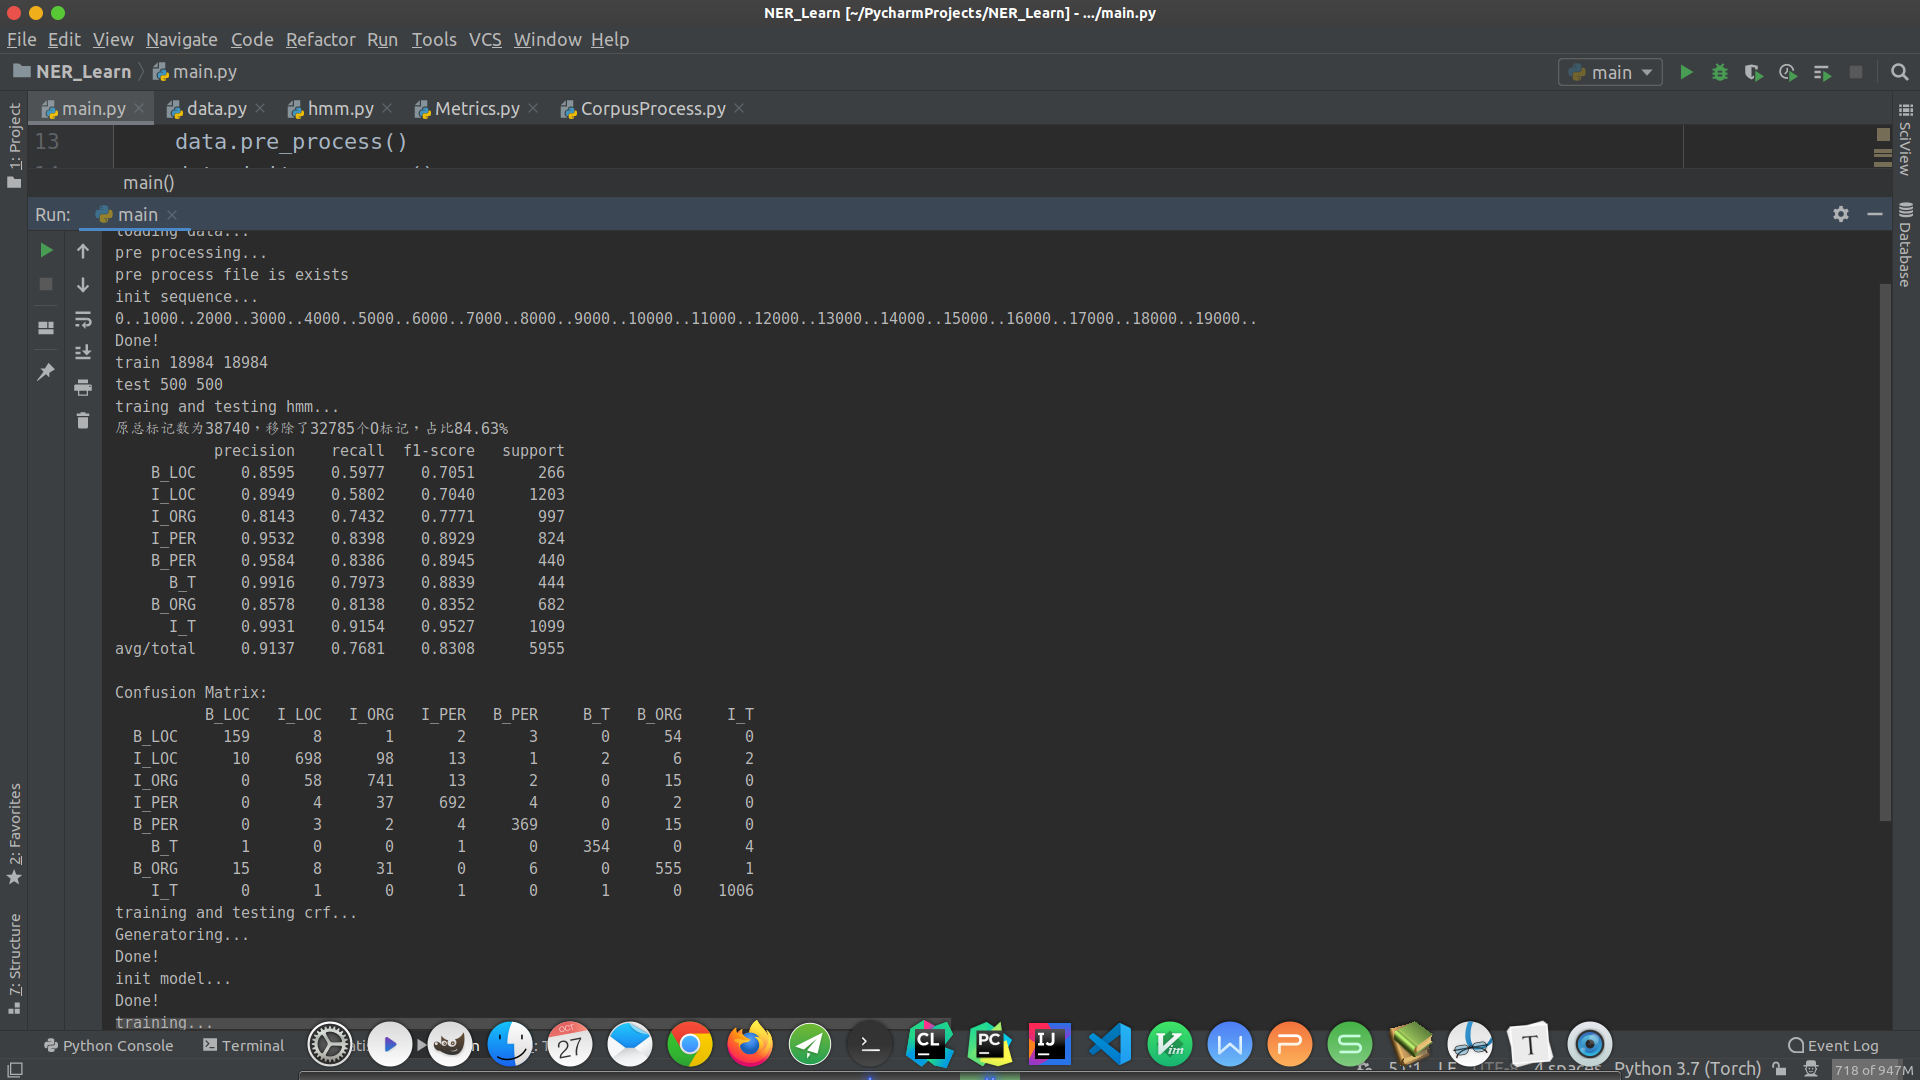 NER_Learn [~/PycharmProjects/NER_Learn] - .../main.py
File Edit View Navigate Code Refactor Run Tools VCS Window Help
NER_Learn main.py main
main.py data.py hmm.py Metrics.py CorpusProcess.py
1: Project
SciView
Database
13 data.pre_process()
main()
Run: main
loading data...
pre processing...
pre process file is exists
init sequence...
0..1000..2000..3000..4000..5000..6000..7000..8000..9000..10000..11000..12000..13000..14000..15000..16000..17000..18000..19000..
Done!
train 18984 18984
test 500 500
traing and testing hmm...
原总标记数为38740，移除了32785个O标记，占比84.63%
precision recall f1-score support
B_LOC 0.8595 0.5977 0.7051 266
I_LOC 0.8949 0.5802 0.7040 1203
I_ORG 0.8143 0.7432 0.7771 997
I_PER 0.9532 0.8398 0.8929 824
B_PER 0.9584 0.8386 0.8945 440
B_T 0.9916 0.7973 0.8839 444
B_ORG 0.8578 0.8138 0.8352 682
I_T 0.9931 0.9154 0.9527 1099
avg/total 0.9137 0.7681 0.8308 5955
Confusion Matrix:
B_LOC I_LOC I_ORG I_PER B_PER B_T B_ORG I_T
B_LOC 159 8 1 2 3 0 54 0
I_LOC 10 698 98 13 1 2 6 2
I_ORG 0 58 741 13 2 0 15 0
I_PER 0 4 37 692 4 0 2 0
B_PER 0 3 2 4 369 0 15 0
B_T 1 0 0 1 0 354 0 4
B_ORG 15 8 31 0 6 0 555 1
I_T 0 1 0 1 0 1 0 1006
training and testing crf...
Generatoring...
Done!
init model...
Done!
training...
2: Favorites
7: Structure
Python Console Terminal Event Log
OCT
27
CL PC IJ W P S T
4 spaces Python 3.7 (Torch) 718 of 947M